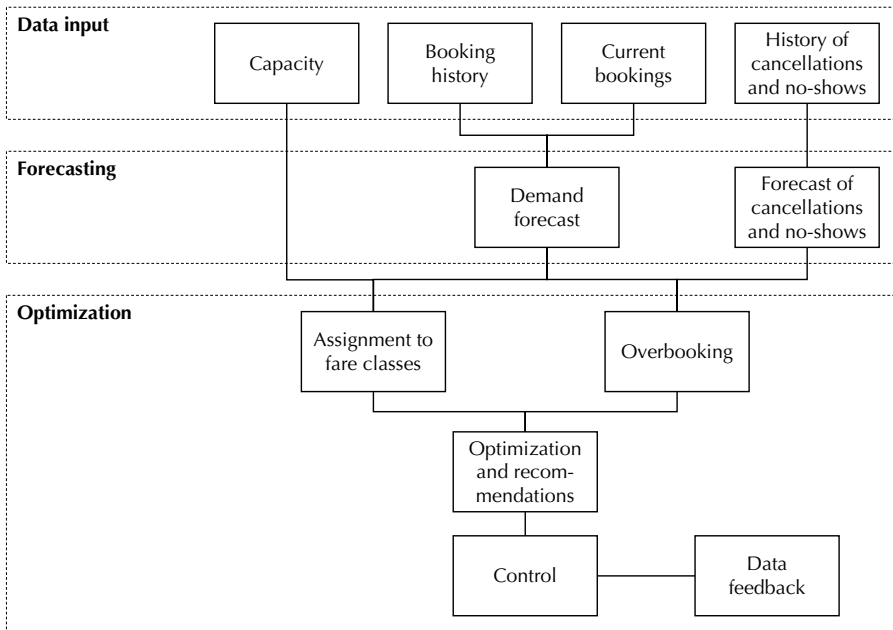 Data input
Capacity
Booking
history
Current
bookings
History of
cancellations
and no-shows
Forecasting
Demand
forecast
Forecast of
cancellations
and no-shows
Optimization
Assignment to
fare classes
Overbooking
Optimization
and recom-
mendations
Control
Data
feedback